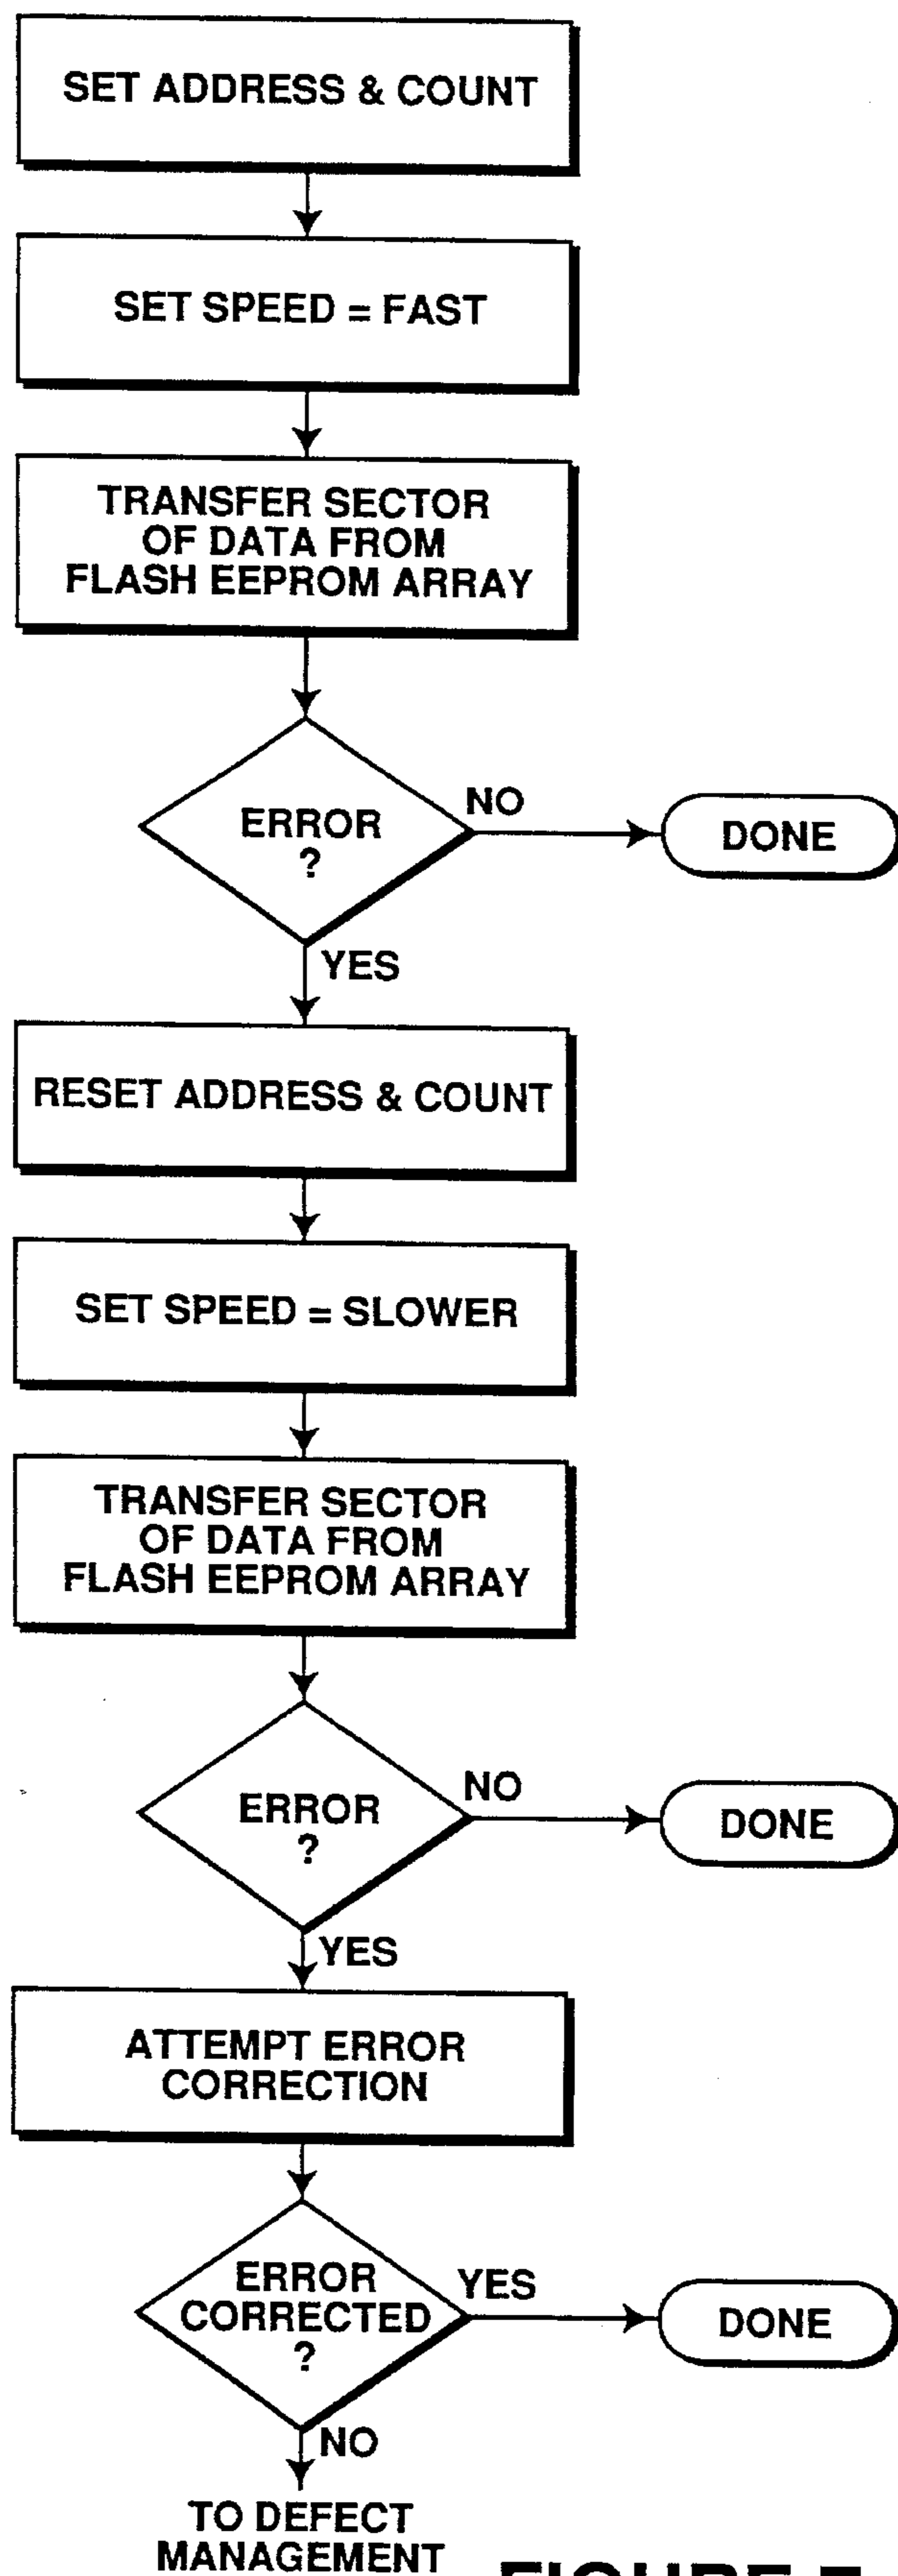 SET ADDRESS & COUNT
SET SPEED = FAST
TRANSFER SECTOR
OF DATA FROM
FLASH EEPROM ARRAY
ERROR
?
NO
DONE
YES
RESET ADDRESS & COUNT
SET SPEED = SLOWER
TRANSFER SECTOR
OF DATA FROM
FLASH EEPROM ARRAY
ERROR
?
NO
DONE
YES
ATTEMPT ERROR
CORRECTION
ERROR
CORRECTED
?
YES
DONE
NO
TO DEFECT
MANAGEMENT
FIGURE